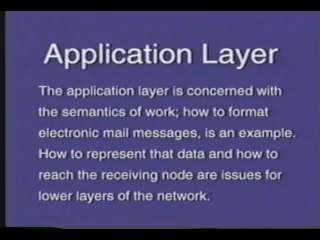 Application Layer
The application layer is concerned with
the semantics of work; how to format
electronic mail messages, is an example.
How to represent that data and how to
reach the receiving node are issues for
lower layers of the network.